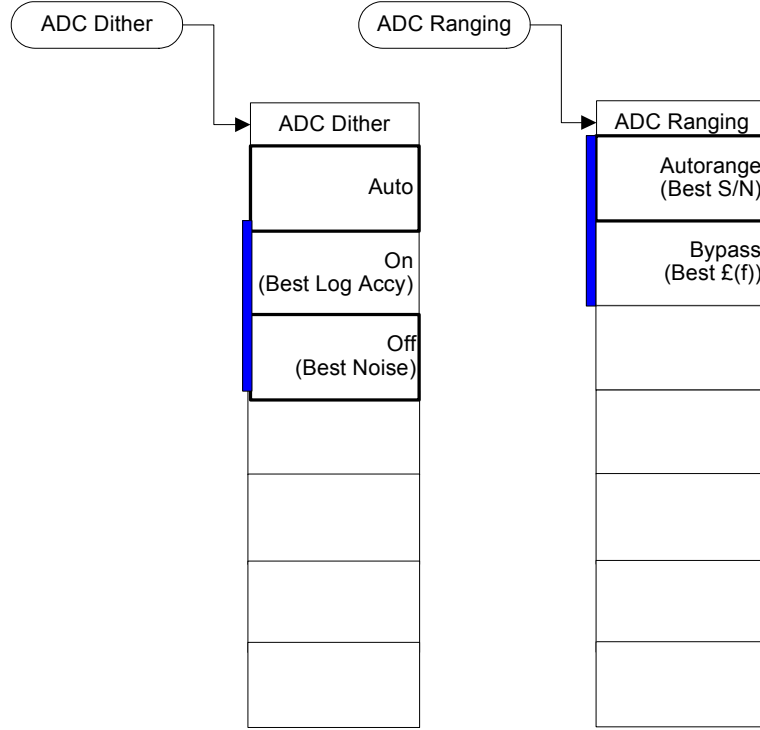 ADC Dither
ADC Ranging
ADC Dither
Auto
On
(Best Log Accy)
Off
(Best Noise)
ADC Ranging
Autorange
(Best S/N)
Bypass
(Best £(f))